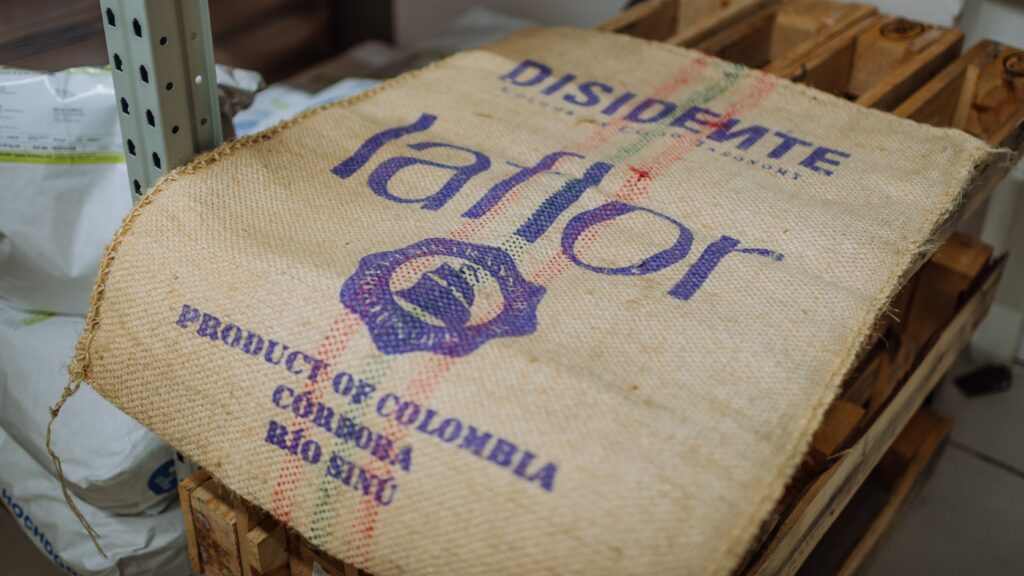 DISIDENTE
laflor
PRODUCT OF COLOMBIA
CÓRDOBA
RÍO SINÚ